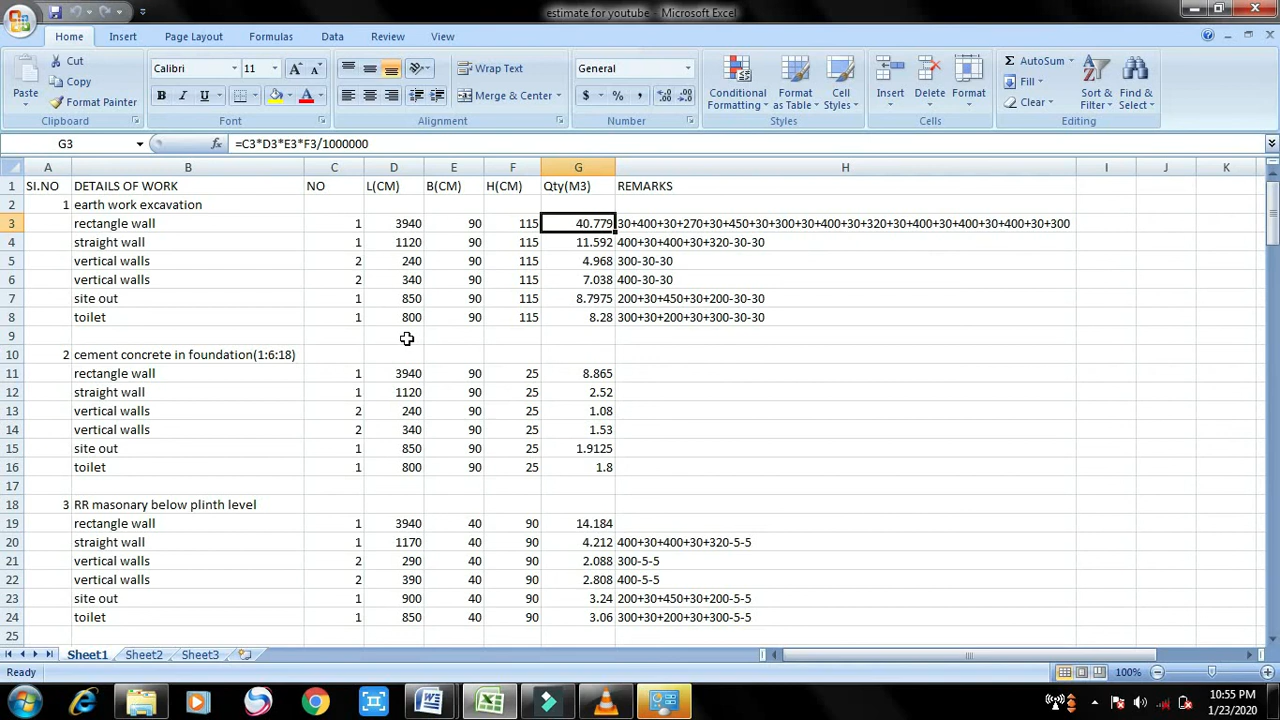 estimate for youtube - Microsoft Excel
Home Insert Page Layout Formulas Data Review View
Paste Cut Copy Format Painter Clipboard
Calibri 11 Font
Wrap Text Merge & Center Alignment
General $ % , Number
Conditional Formatting Format as Table Cell Styles Styles
Insert Delete Format Cells
AutoSum Fill Clear Sort & Filter Find & Select Editing
G3 fx =C3*D3*E3*F3/1000000
A B C D E F G H I J K
1 SI.NO DETAILS OF WORK NO L(CM) B(CM) H(CM) Qty(M3) REMARKS
2 1 earth work excavation
3 rectangle wall 1 3940 90 115 40.779 30+400+30+270+30+450+30+300+30+400+30+320+30+400+30+400+30+400+30+300
4 straight wall 1 1120 90 115 11.592 400+30+400+30+320-30-30
5 vertical walls 2 240 90 115 4.968 300-30-30
6 vertical walls 2 340 90 115 7.038 400-30-30
7 site out 1 850 90 115 8.7975 200+30+450+30+200-30-30
8 toilet 1 800 90 115 8.28 300+30+200+30+300-30-30
9
10 2 cement concrete in foundation(1:6:18)
11 rectangle wall 1 3940 90 25 8.865
12 straight wall 1 1120 90 25 2.52
13 vertical walls 2 240 90 25 1.08
14 vertical walls 2 340 90 25 1.53
15 site out 1 850 90 25 1.9125
16 toilet 1 800 90 25 1.8
17
18 3 RR masonary below plinth level
19 rectangle wall 1 3940 40 90 14.184
20 straight wall 1 1170 40 90 4.212 400+30+400+30+320-5-5
21 vertical walls 2 290 40 90 2.088 300-5-5
22 vertical walls 2 390 40 90 2.808 400-5-5
23 site out 1 900 40 90 3.24 200+30+450+30+200-5-5
24 toilet 1 850 40 90 3.06 300+30+200+30+300-5-5
25
Sheet1 Sheet2 Sheet3
Ready 100%
10:55 PM
1/23/2020